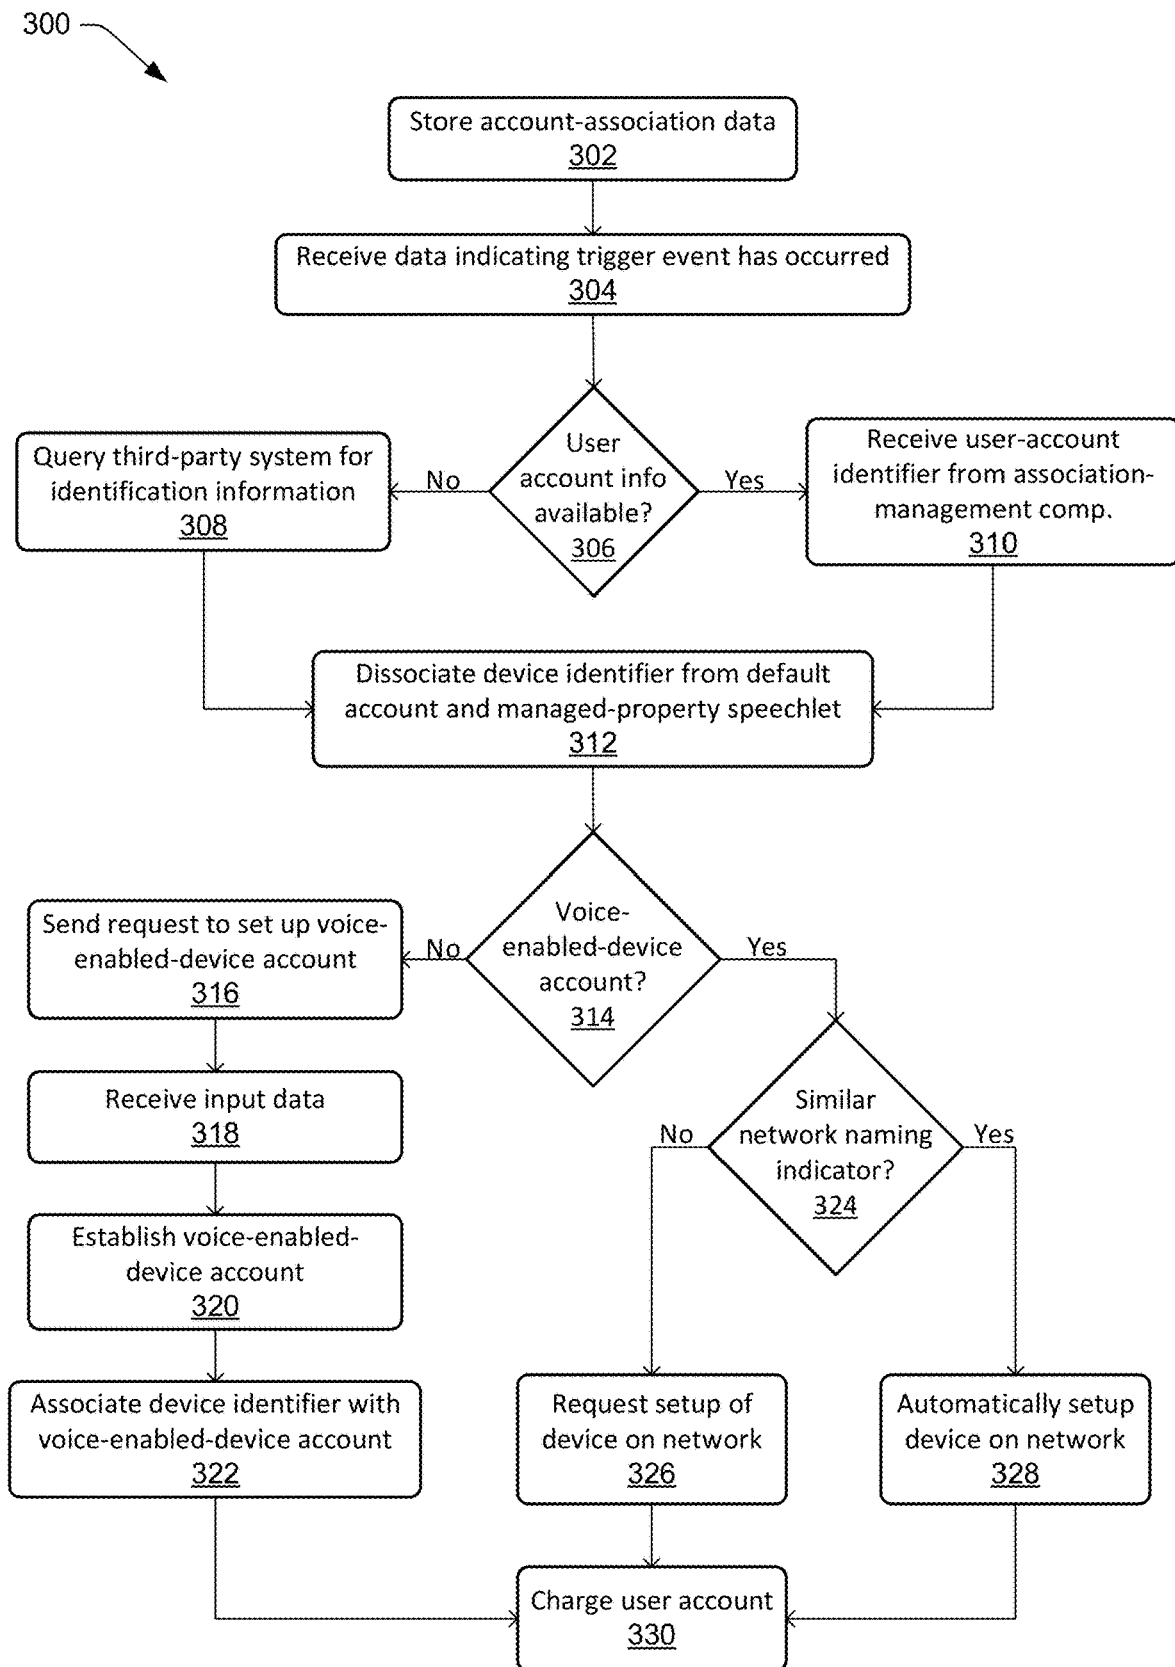 300
Store account-association data
302
Receive data indicating trigger event has occurred
304
User
account info
available?
306
No
Yes
Query third-party system for
identification information
308
Receive user-account
identifier from association-
management comp.
310
Dissociate device identifier from default
account and managed-property speechlet
312
Voice-
enabled-device
account?
314
No
Yes
Send request to set up voice-
enabled-device account
316
Receive input data
318
Establish voice-enabled-
device account
320
Associate device identifier with
voice-enabled-device account
322
Similar
network naming
indicator?
324
No
Yes
Request setup of
device on network
326
Automatically setup
device on network
328
Charge user account
330